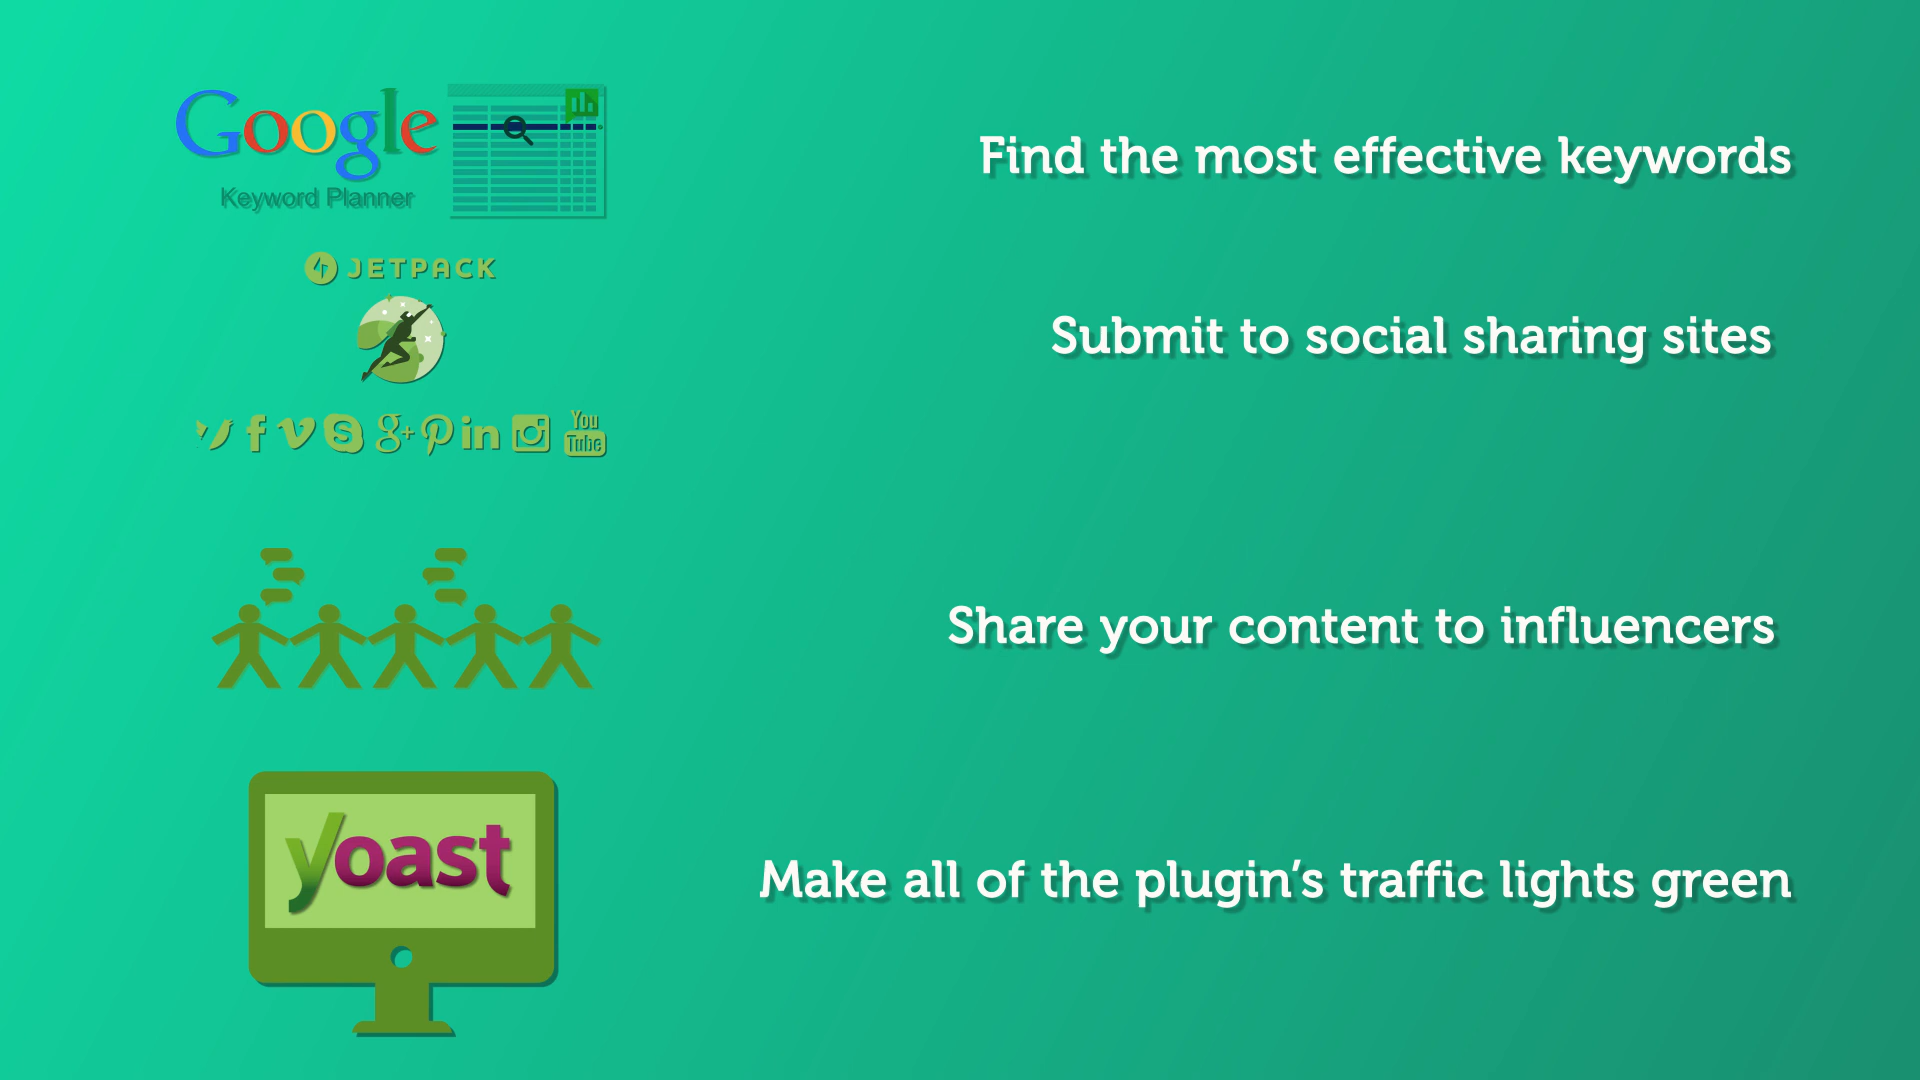 Google
Keyword Planner
Find the most effective keywords
JETPACK
Submit to social sharing sites
f
g+
in
You
Tube
Share your content to influencers
yoast
Make all of the plugin’s traffic lights green